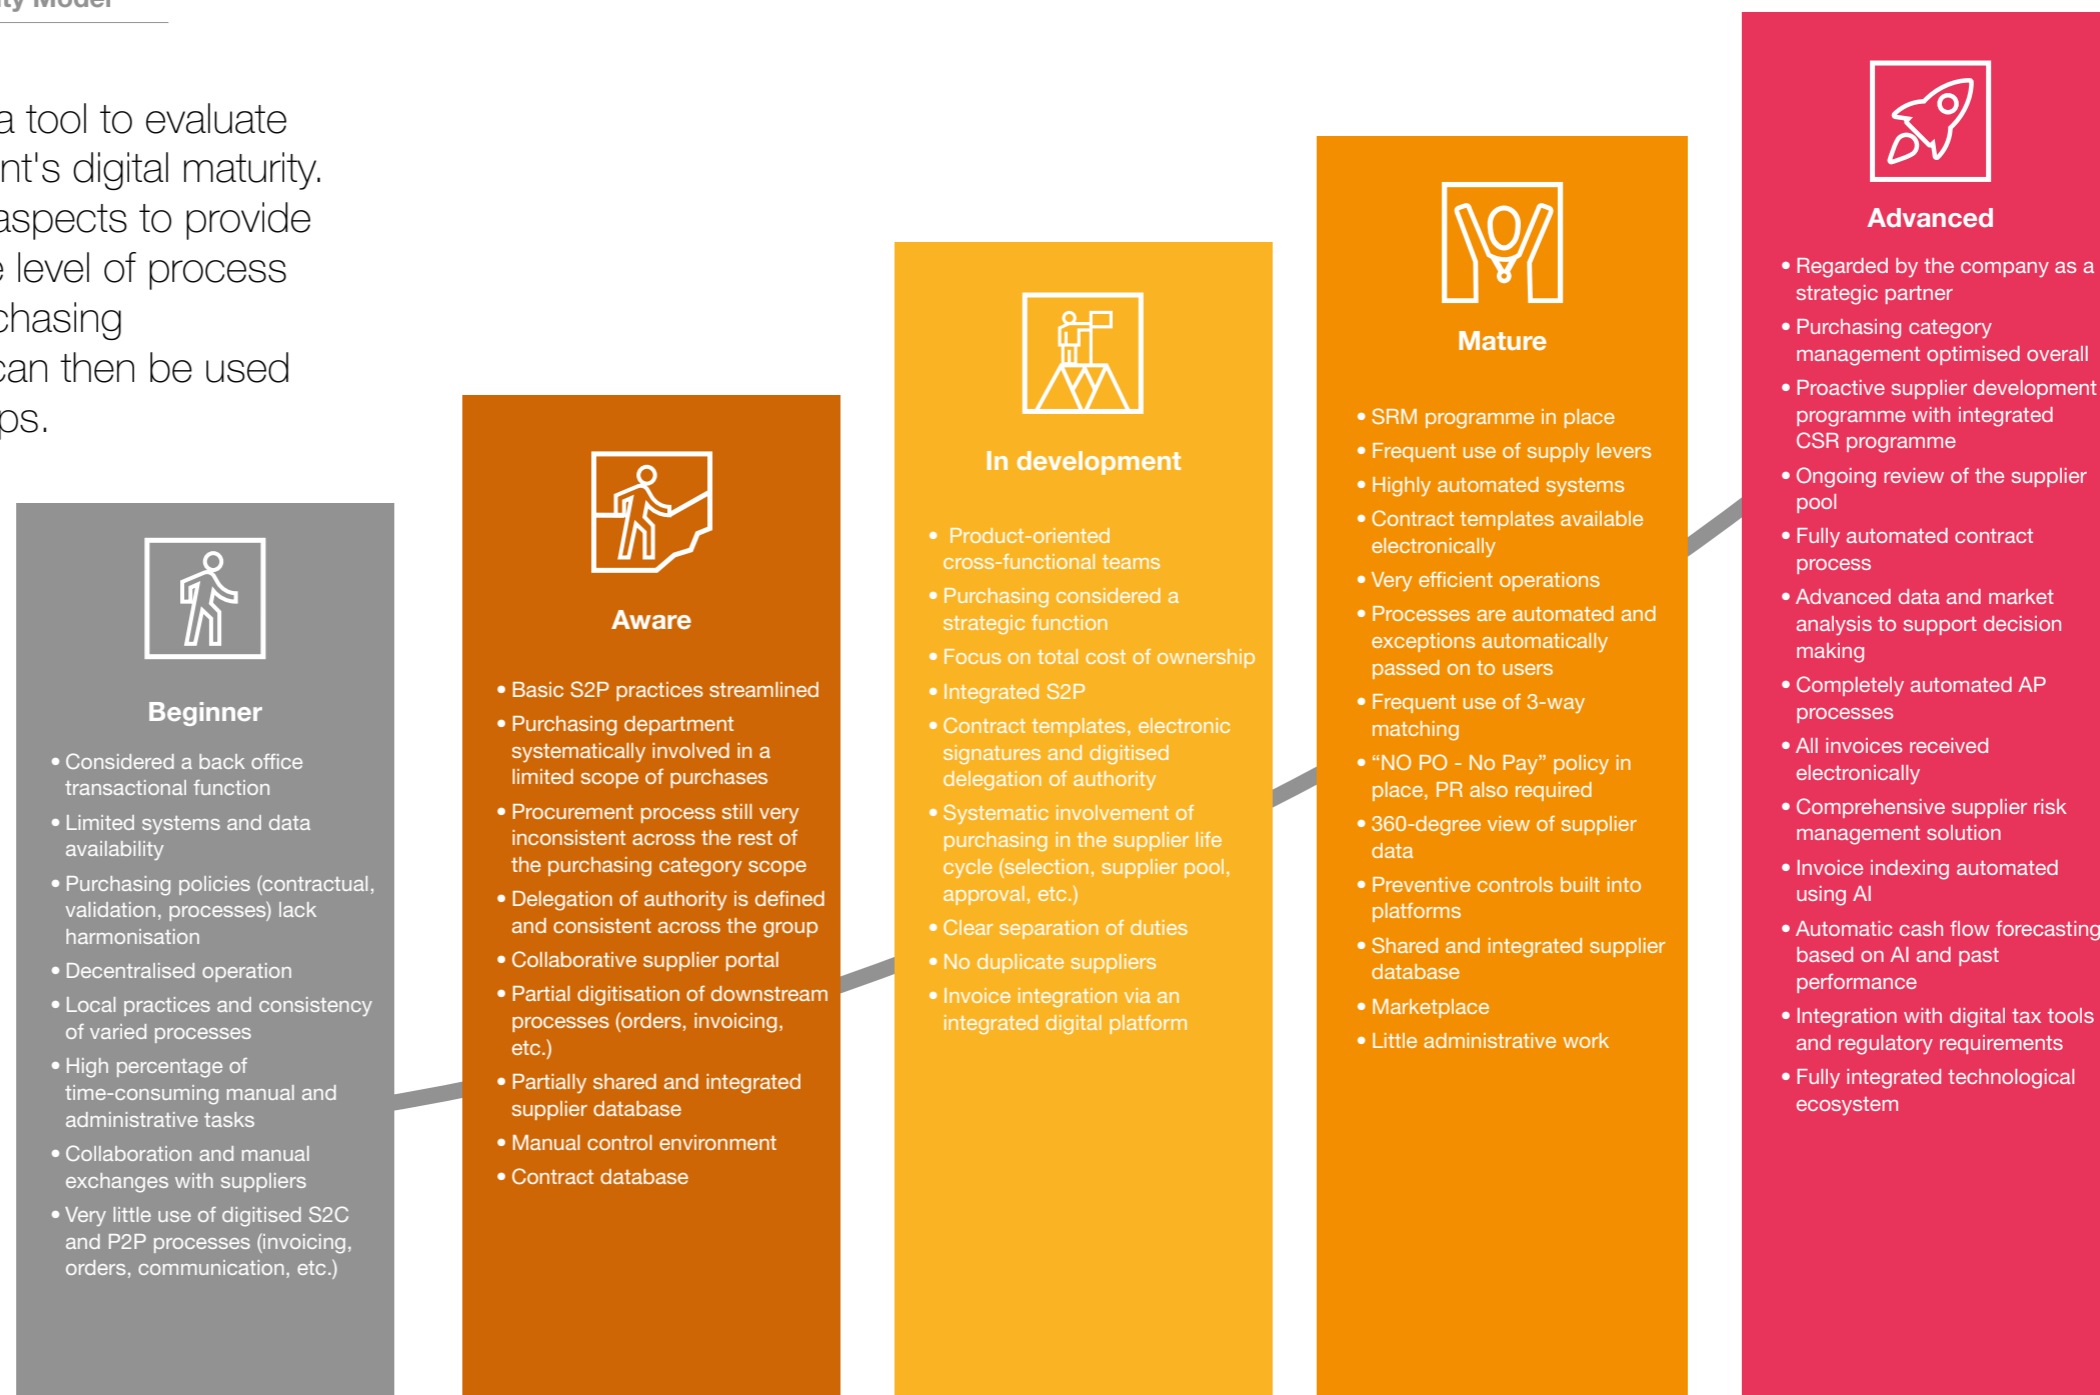 Model
a tool to evaluate
digital maturity.
aspects to provide
level of process
can then be used
Beginner
• Considered a back office
transactional function
• Limited systems and data
availability
• Purchasing policies (contractual,
validation, processes) lack
harmonisation
• Decentralised operation
• Local practices and consistency
of varied processes
• High percentage of
time-consuming manual and
administrative tasks
• Collaboration and manual
exchanges with suppliers
• Very little use of digitised S2C
and P2P processes (invoicing,
orders, communication, etc.)
Aware
• Basic S2P practices streamlined
• Purchasing department
systematically involved in a
limited scope of purchases
• Procurement process still very
inconsistent across the rest of
the purchasing category scope
• Delegation of authority is defined
and consistent across the group
• Collaborative supplier portal
• Partial digitisation of downstream
processes (orders, invoicing,
etc.)
• Partially shared and integrated
supplier database
• Manual control environment
• Contract database
In development
• Product-oriented
cross-functional teams
• Purchasing considered a
strategic function
• Focus on total cost of ownership
• Integrated S2P
• Contract templates, electronic
signatures and digitised
delegation of authority
• Systematic involvement of
purchasing in the supplier life
cycle (selection, supplier pool,
approval, etc.)
• Clear separation of duties
• No duplicate suppliers
• Invoice integration via an
integrated digital platform
Mature
• SRM programme in place
• Frequent use of supply levers
• Highly automated systems
• Contract templates available
electronically
• Very efficient operations
• Processes are automated and
exceptions automatically
passed on to users
• Frequent use of 3-way
matching
• “NO PO - No Pay” policy in
place, PR also required
• 360-degree view of supplier
data
• Preventive controls built into
platforms
• Shared and integrated supplier
database
• Marketplace
• Little administrative work
Advanced
• Regarded by the company as a
strategic partner
• Purchasing category
management optimised overall
• Proactive supplier development
programme with integrated
CSR programme
• Ongoing review of the supplier
pool
• Fully automated contract
process
• Advanced data and market
analysis to support decision
making
• Completely automated AP
processes
• All invoices received
electronically
• Comprehensive supplier risk
management solution
• Invoice indexing automated
using AI
• Automatic cash flow forecasting
based on AI and past
performance
• Integration with digital tax tools
and regulatory requirements
• Fully integrated technological
ecosystem